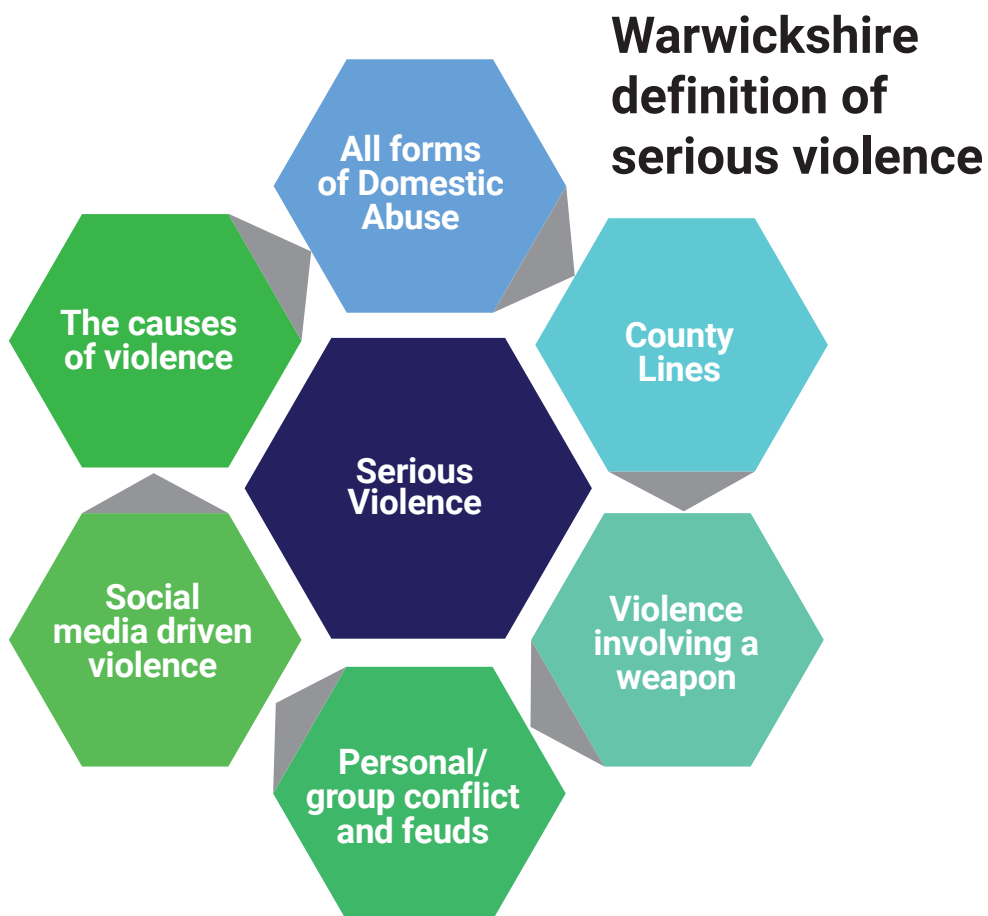 Warwickshire
definition of
serious violence
All forms
of Domestic
Abuse
County
Lines
Violence
involving a
weapon
Personal/
group conflict
and feuds
Social
media driven
violence
The causes
of violence
Serious
Violence